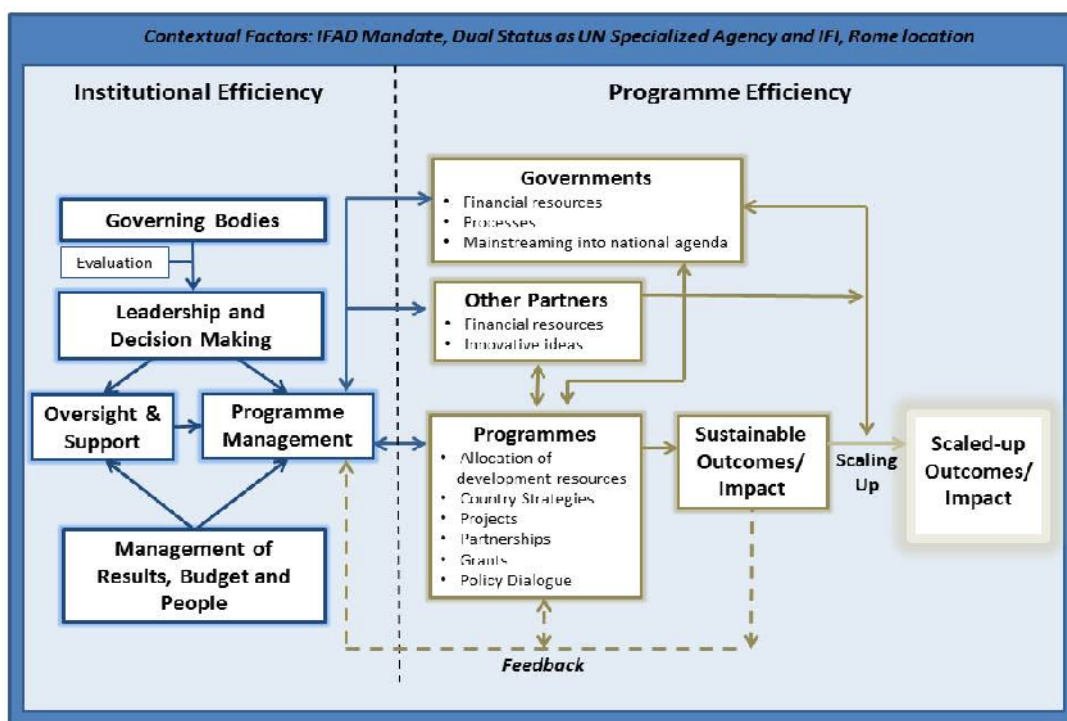 Contextual Factors: IFAD Mandate, Dual Status as UN Specialized Agency and IFI, Rome location
Institutional Efficiency
Programme Efficiency
Governing Bodies
Evaluation
Leadership and
Decision Making
Oversight &
Support
Programme
Management
Management of
Results, Budget and
People
Governments
• Financial resources
• Processes
• Mainstreaming into national agenda
Other Partners
• Financial resources
• Innovative ideas
Programmes
• Allocation of
development resources
• Country Strategies
• Projects
• Partnerships
• Grants
• Policy Dialogue
Sustainable
Outcomes/
Impact
Scaling
Up
Scaled-up
Outcomes/
Impact
Feedback